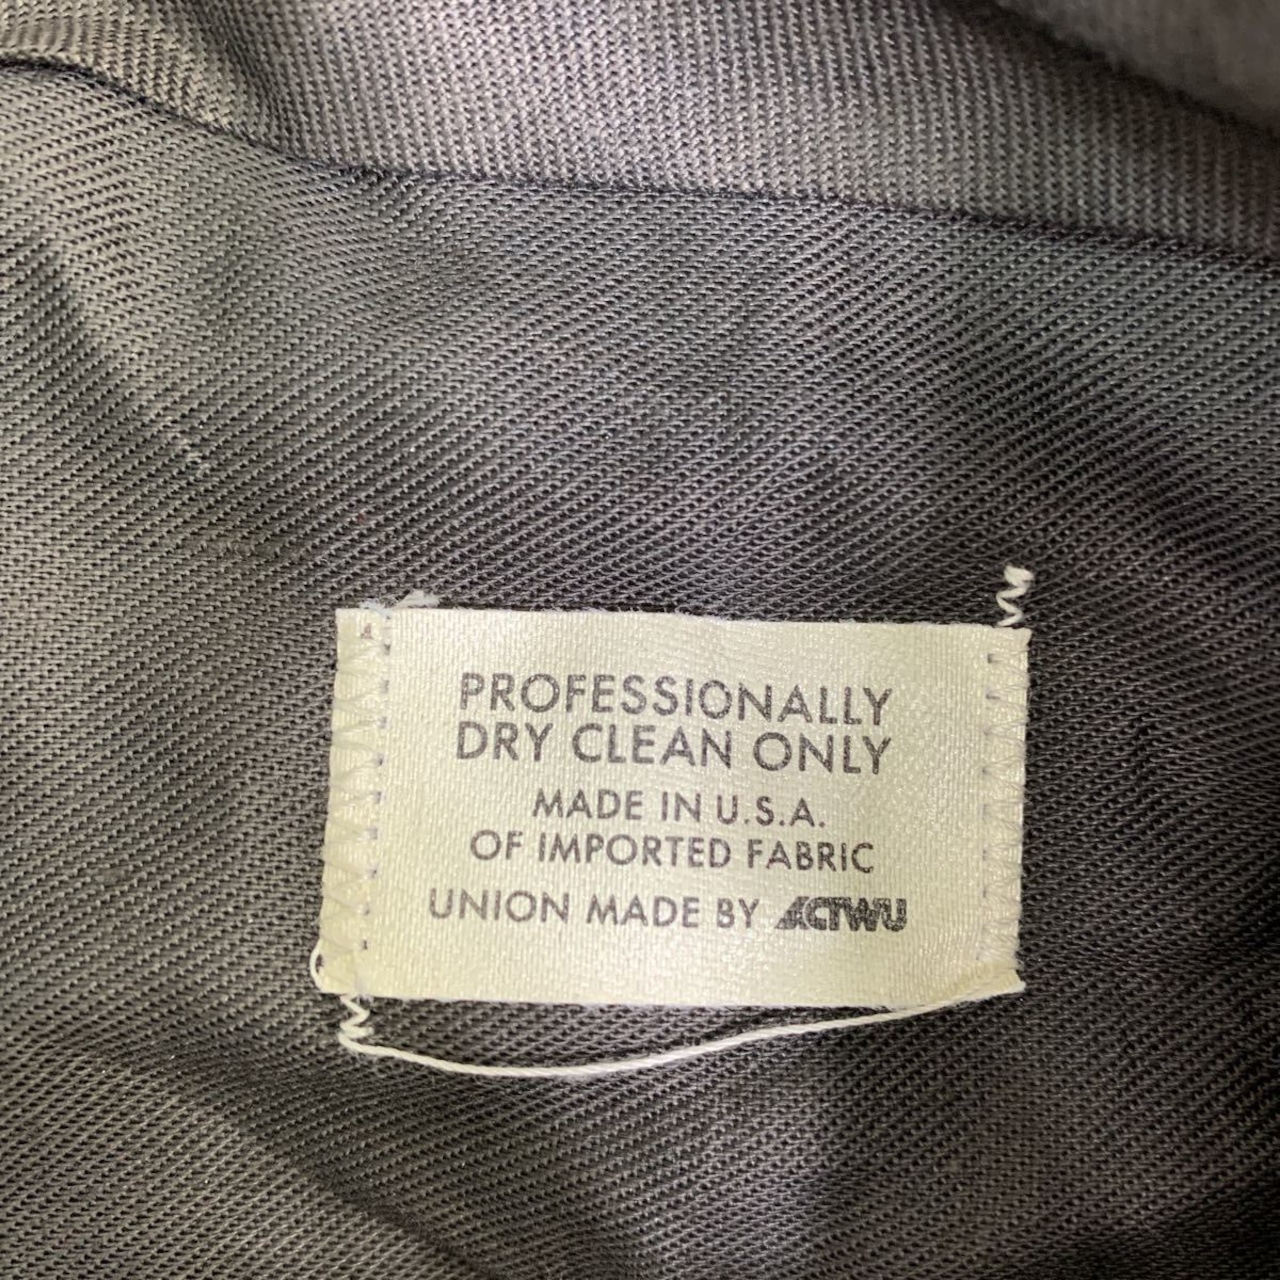 PROFESSIONALLY
DRY CLEAN ONLY
MADE IN U.S.A.
OF IMPORTED FABRIC
UNION MADE BY ACTWU